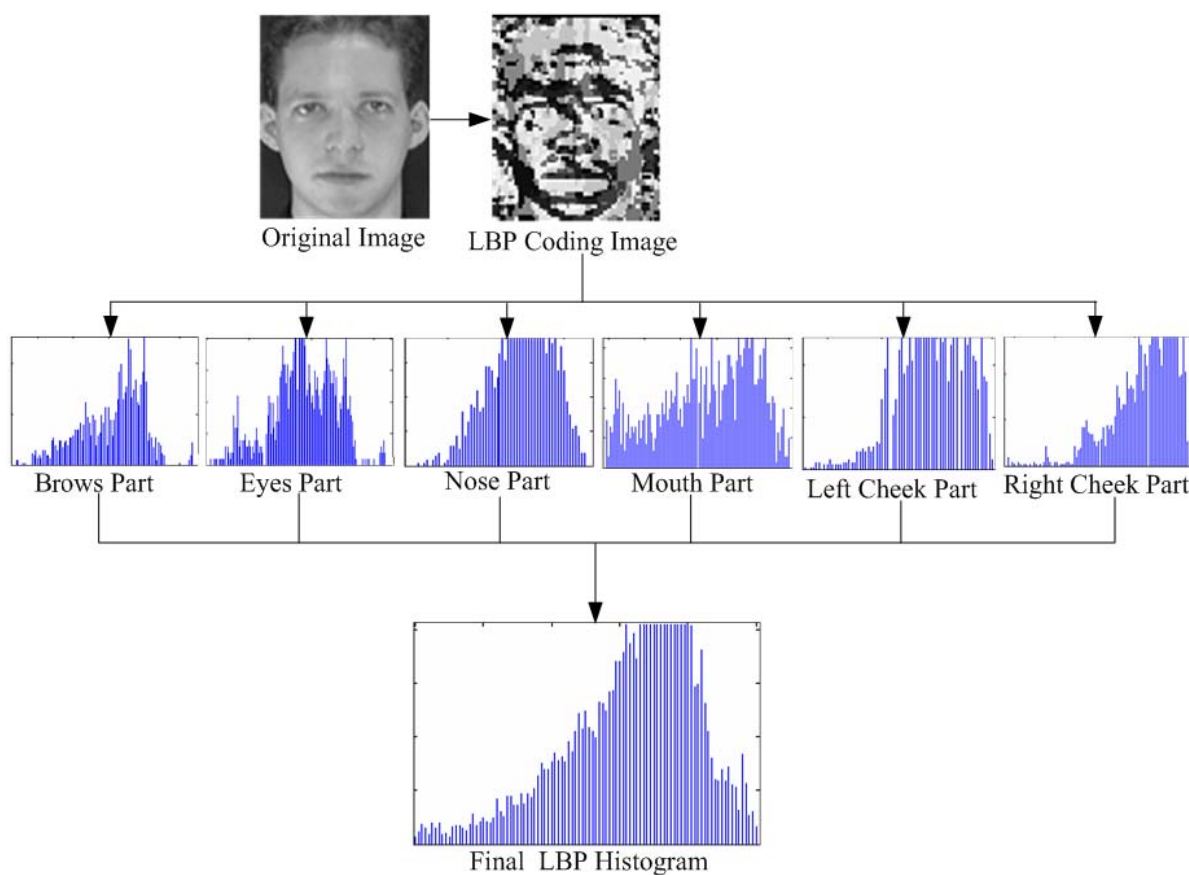 Original Image
LBP Coding Image
Brows Part
Eyes Part
Nose Part
Mouth Part
Left Cheek Part
Right Cheek Part
Final LBP Histogram